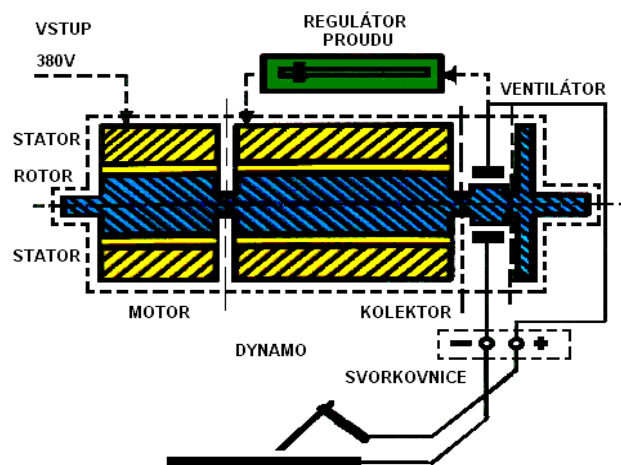 VSTUP
380V
REGULÁTOR
PROUDU
VENTILÁTOR
STATOR
ROTOR
STATOR
MOTOR
KOLEKTOR
DYNAMO
− +
SVORKOVNICE